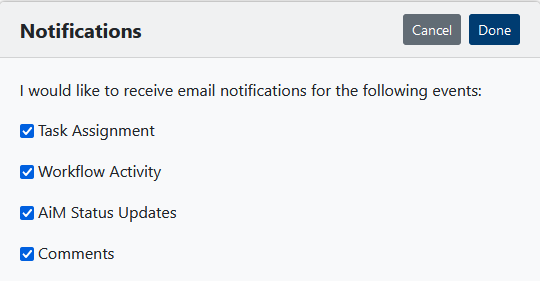 Notifications
Cancel
Done
I would like to receive email notifications for the following events:
Task Assignment
Workflow Activity
AiM Status Updates
Comments